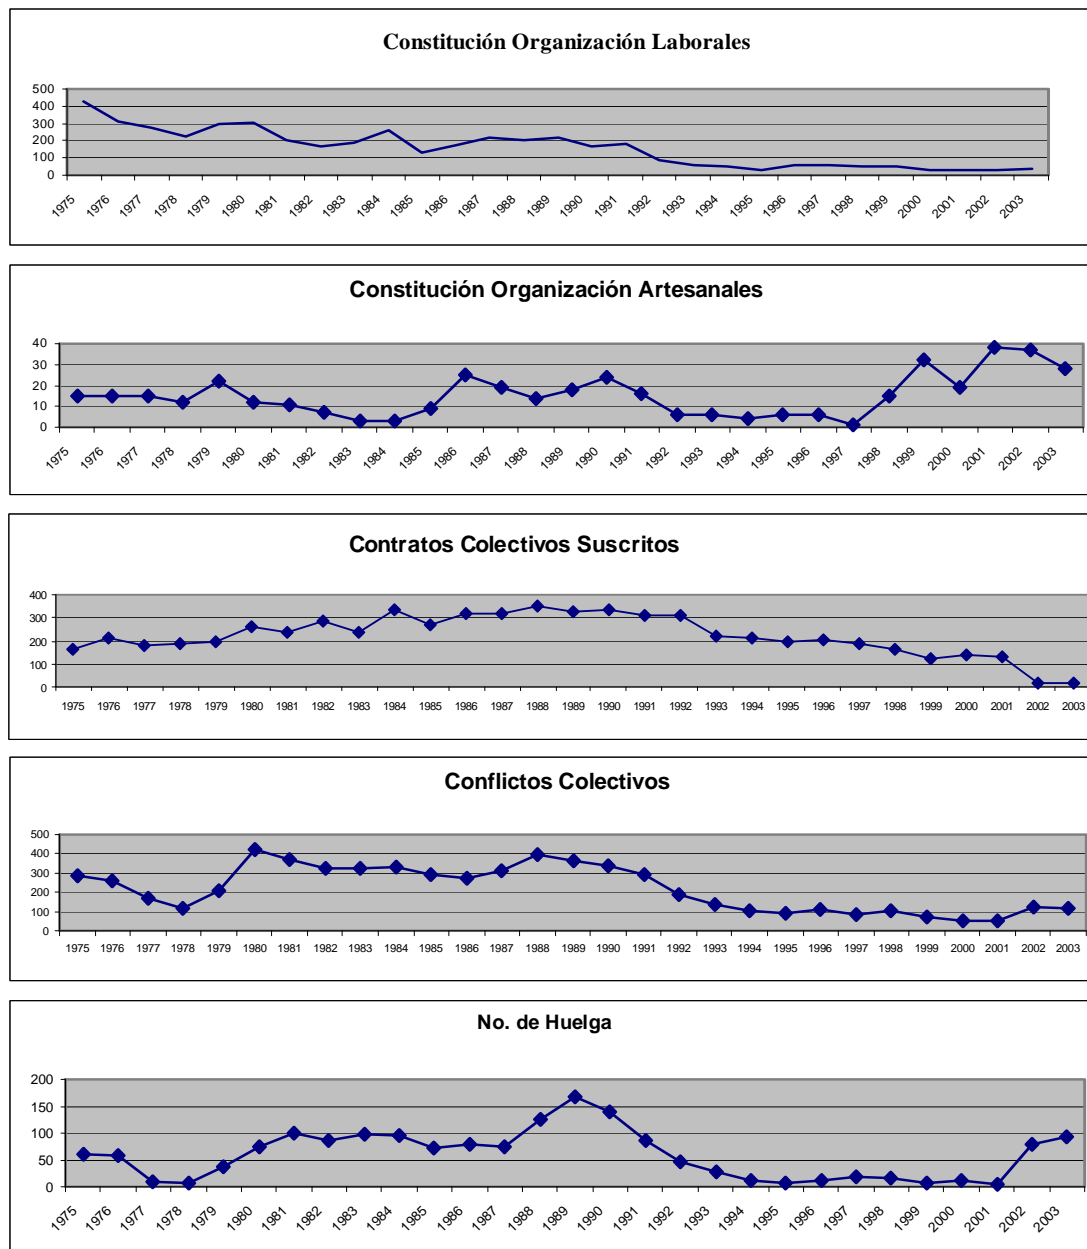 Constitución Organización Laborales
500
400
300
200
100
0
1975 1976 1977 1978 1979 1980 1981 1982 1983 1984 1985 1986 1987 1988 1989 1990 1991 1992 1993 1994 1995 1996 1997 1998 1999 2000 2001 2002 2003
Constitución Organización Artesanales
40
30
20
10
0
1975 1976 1977 1978 1979 1980 1981 1982 1983 1984 1985 1986 1987 1988 1989 1990 1991 1992 1993 1994 1995 1996 1997 1998 1999 2000 2001 2002 2003
Contratos Colectivos Suscritos
400
300
200
100
0
1975 1976 1977 1978 1979 1980 1981 1982 1983 1984 1985 1986 1987 1988 1989 1990 1991 1992 1993 1994 1995 1996 1997 1998 1999 2000 2001 2002 2003
Conflictos Colectivos
500
400
300
200
100
0
1975 1976 1977 1978 1979 1980 1981 1982 1983 1984 1985 1986 1987 1988 1989 1990 1991 1992 1993 1994 1995 1996 1997 1998 1999 2000 2001 2002 2003
No. de Huelga
200
150
100
50
0
1975 1976 1977 1978 1979 1980 1981 1982 1983 1984 1985 1986 1987 1988 1989 1990 1991 1992 1993 1994 1995 1996 1997 1998 1999 2000 2001 2002 2003